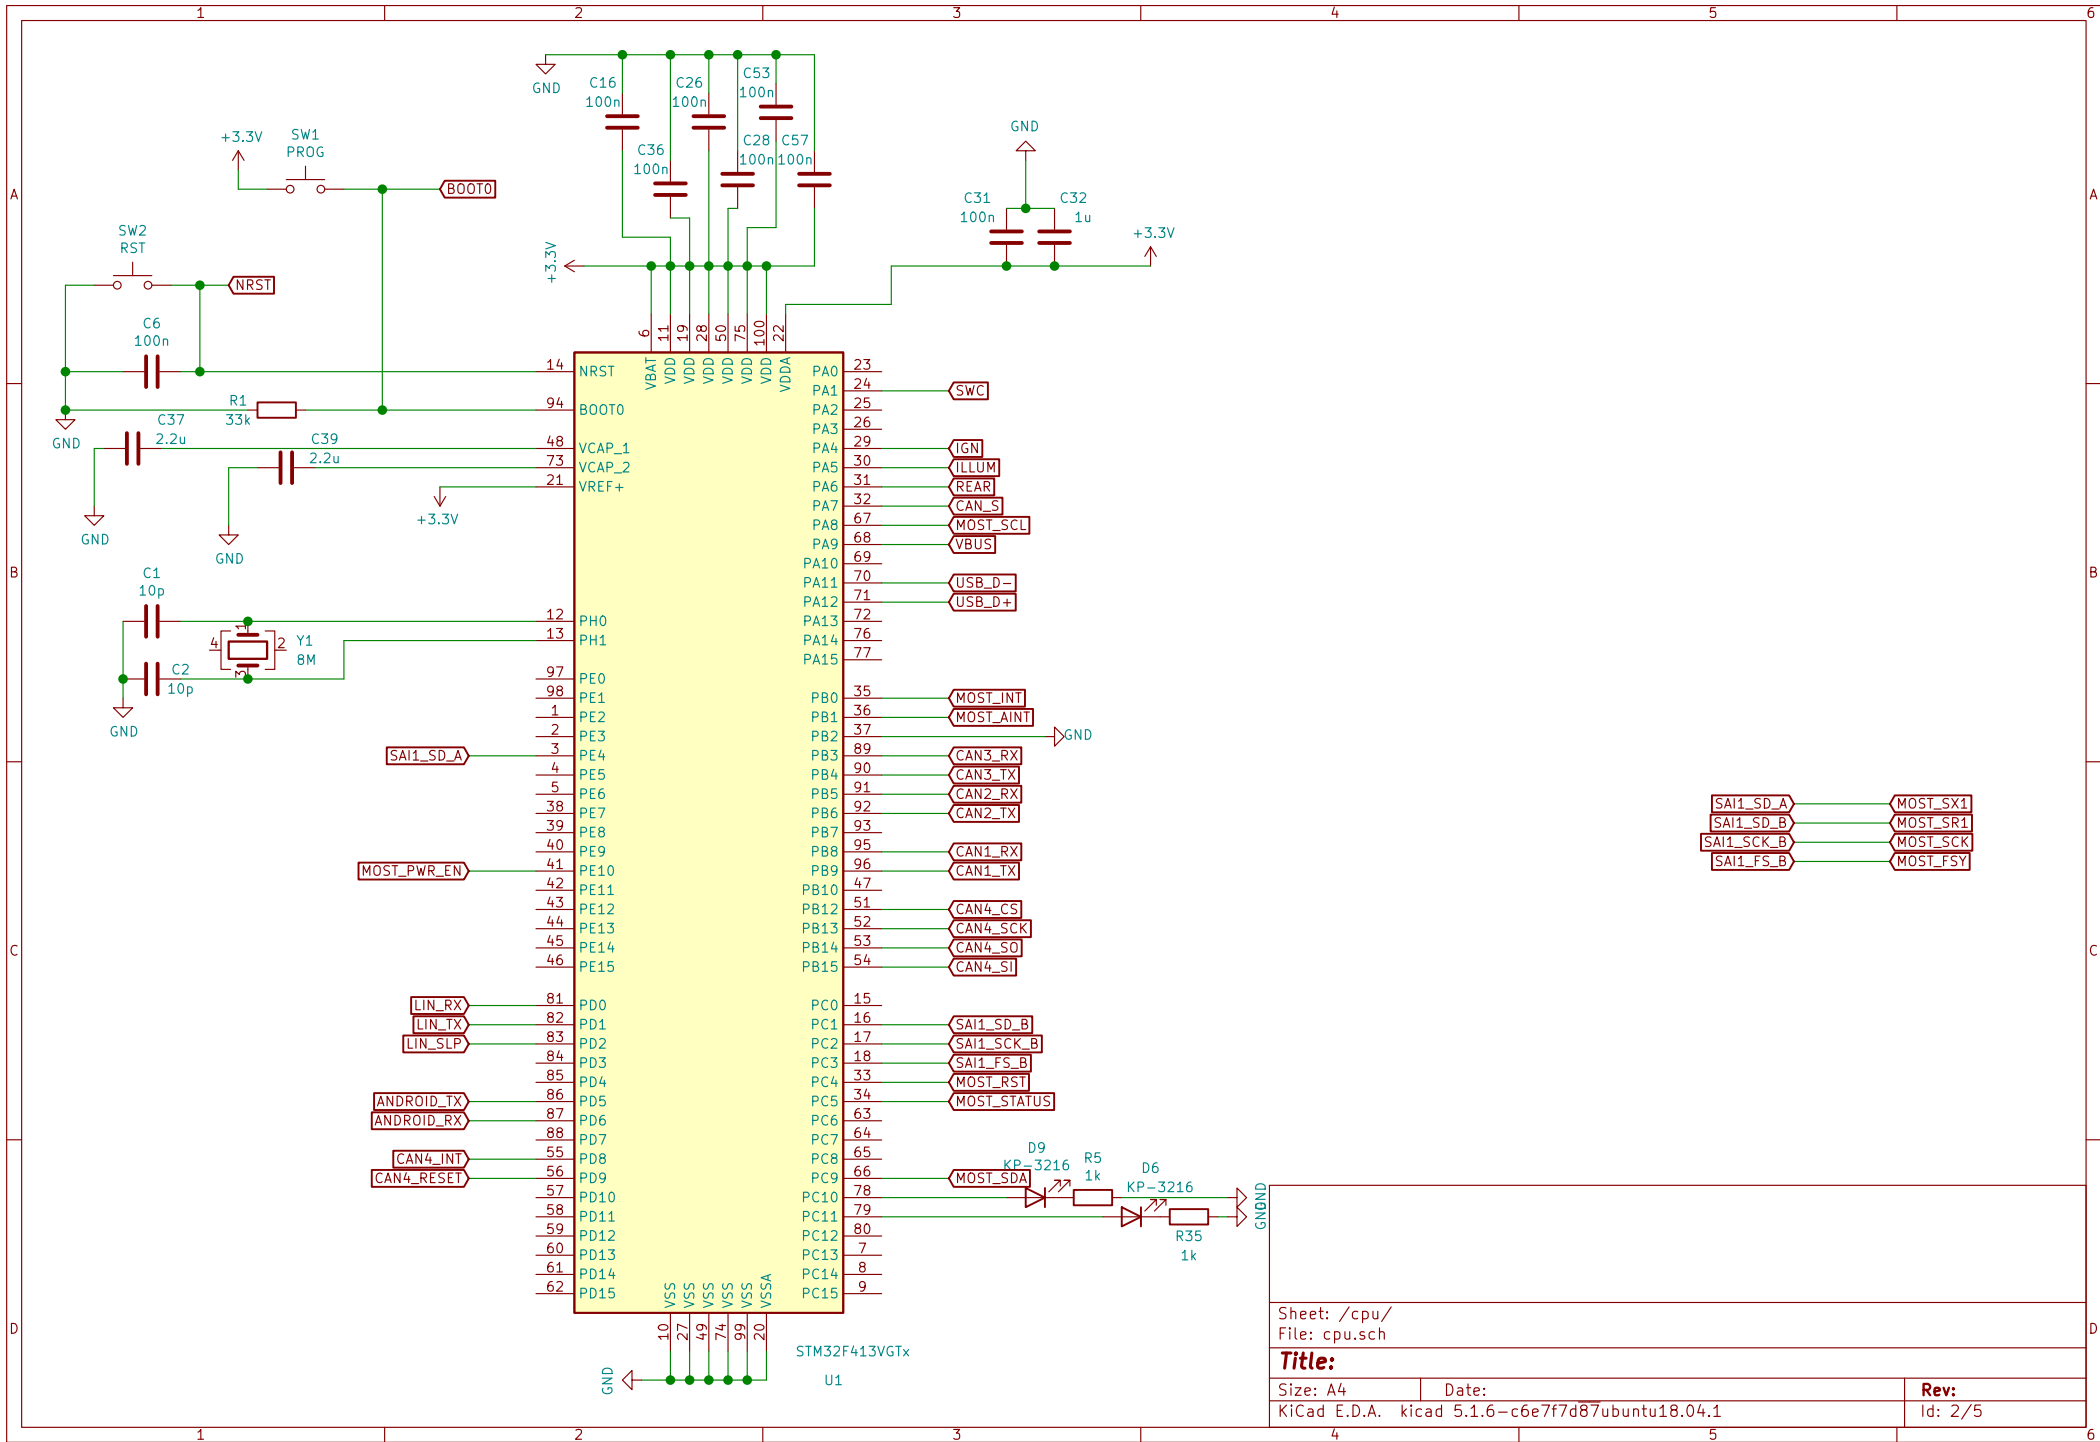 1 2 3 4 5 6
A
B
C
D
GND
C16
100n
C26
100n
C53
100n
C36
100n
C28
100n
C57
100n
+3.3V
SW1
PROG
BOOT0
SW2
RST
NRST
C6
100n
R1
33k
GND
C37
2.2u
C39
2.2u
GND
GND
+3.3V
+3.3V
GND
C31
100n
C32
1u
+3.3V
C1
10p
C2
10p
GND
Y1
8M
1
2
3
4
6 VBAT
11 VDD
19 VDD
28 VDD
50 VDD
75 VDD
100 VDD
22 VDDA
14 NRST
94 BOOT0
48 VCAP_1
73 VCAP_2
21 VREF+
12 PH0
13 PH1
97 PE0
98 PE1
1 PE2
2 PE3
SAI1_SD_A 3 PE4
4 PE5
5 PE6
38 PE7
39 PE8
40 PE9
MOST_PWR_EN 41 PE10
42 PE11
43 PE12
44 PE13
45 PE14
46 PE15
LIN_RX 81 PD0
LIN_TX 82 PD1
LIN_SLP 83 PD2
84 PD3
85 PD4
ANDROID_TX 86 PD5
ANDROID_RX 87 PD6
88 PD7
CAN4_INT 55 PD8
CAN4_RESET 56 PD9
57 PD10
58 PD11
59 PD12
60 PD13
61 PD14
62 PD15
PA0 23
PA1 24 SWC
PA2 25
PA3 26
PA4 29 IGN
PA5 30 ILLUM
PA6 31 REAR
PA7 32 CAN_S
PA8 67 MOST_SCL
PA9 68 VBUS
PA10 69
PA11 70 USB_D-
PA12 71 USB_D+
PA13 72
PA14 76
PA15 77
PB0 35 MOST_INT
PB1 36 MOST_AINT
PB2 37 GND
PB3 89 CAN3_RX
PB4 90 CAN3_TX
PB5 91 CAN2_RX
PB6 92 CAN2_TX
PB7 93
PB8 95 CAN1_RX
PB9 96 CAN1_TX
PB10 47
PB12 51 CAN4_CS
PB13 52 CAN4_SCK
PB14 53 CAN4_SO
PB15 54 CAN4_SI
PC0 15
PC1 16 SAI1_SD_B
PC2 17 SAI1_SCK_B
PC3 18 SAI1_FS_B
PC4 33 MOST_RST
PC5 34 MOST_STATUS
PC6 63
PC7 64
PC8 65
PC9 66 MOST_SDA
PC10 78
PC11 79
PC12 80
PC13 7
PC14 8
PC15 9
D9
KP-3216
R5
1k
D6
KP-3216
R35
1k
GND
GND
VSS 10
VSS 27
VSS 49
VSS 74
VSS 99
VSSA 20
GND
STM32F413VGTx
U1
SAI1_SD_A MOST_SX1
SAI1_SD_B MOST_SR1
SAI1_SCK_B MOST_SCK
SAI1_FS_B MOST_FSY
Sheet: /cpu/
File: cpu.sch
Title:
Size: A4 Date: Rev:
KiCad E.D.A. kicad 5.1.6-c6e7f7d87ubuntu18.04.1 Id: 2/5
A
B
C
D
1 2 3 4 5 6